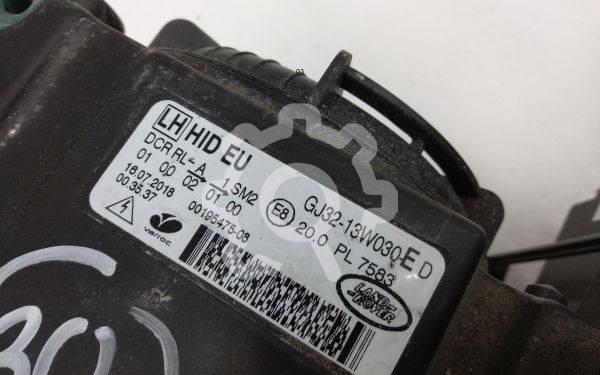 LH HID EU
DCR RL-A 1 SM2
01 00 02 01 00
16.07.2018
00:35:37
00195475-08
GJ32-13W030 E D
E8 20.0 PL 7583
varroc
LAND ROVER
30